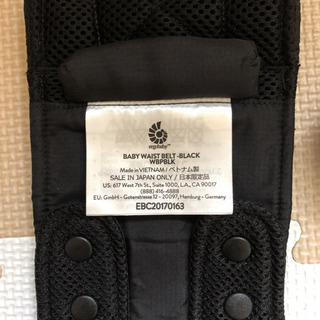 ergobaby™
BABY WAIST BELT -BLACK
WBPBLK
Made in VIETNAM / ベトナム製
SALE IN JAPAN ONLY / 日本限定品
US: 617 West 7th St., Suite 1000, L.A., CA 90017
(888) 416-4888
EU: GmbH - Gotenstrasse 12 - 20097, Hamburg - Germany
EBC20170163